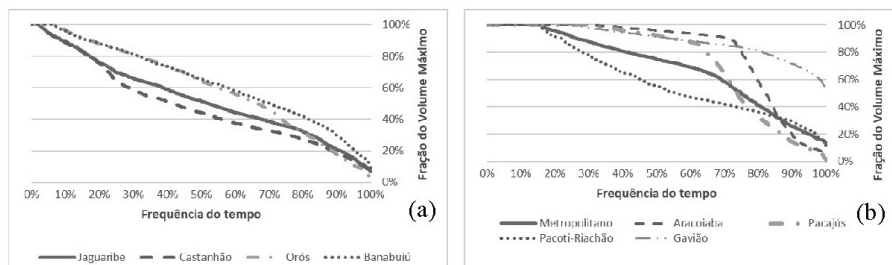 100%
80%
60%
40%
20%
0%
Fração do Volume Máximo
0% 10% 20% 30% 40% 50% 60% 70% 80% 90% 100%
Frequência do tempo
(a)
Jaguaribe Castanhão Orós Banabuiú
100%
80%
60%
40%
20%
0%
Fração do Volume Máximo
0% 10% 20% 30% 40% 50% 60% 70% 80% 90% 100%
Frequência do tempo
(b)
Metropolitano Aracoiaba Pacajús
Pacoti-Riachão Gavião